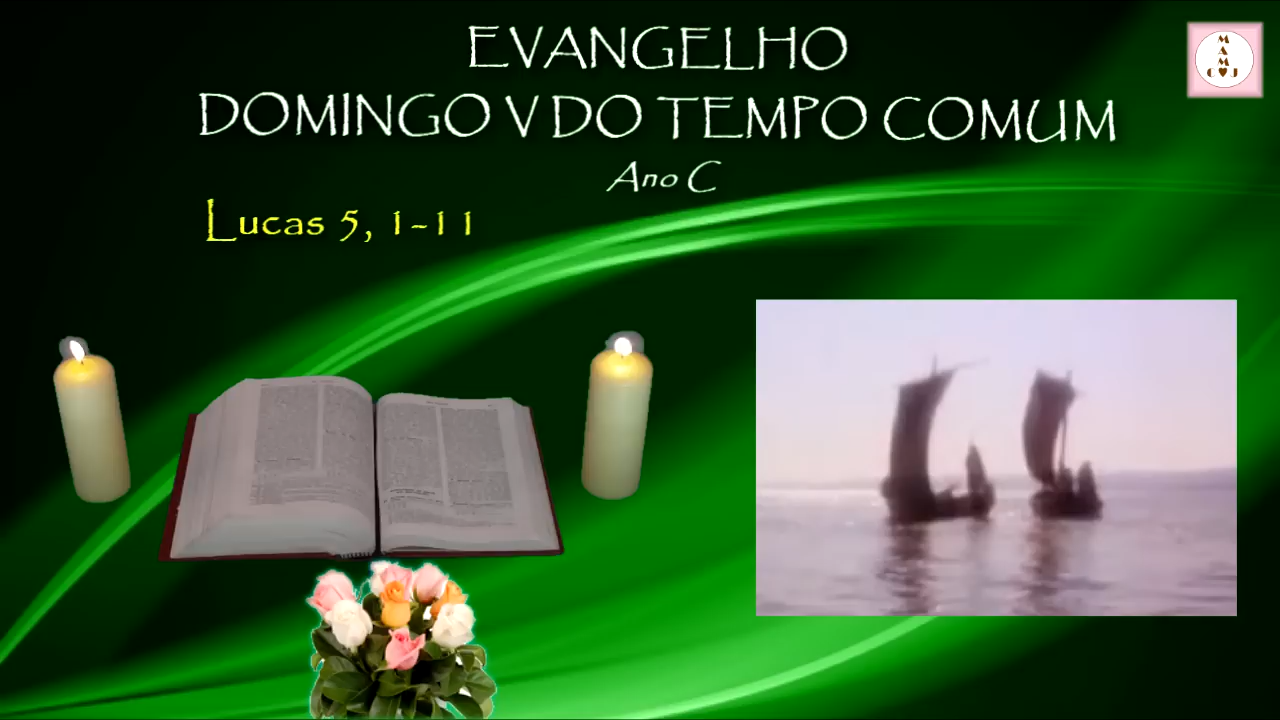 EVANGELHO
DOMINGO V DO TEMPO COMUM
Ano C
Lucas 5, 1-11
M
A
M
C♥J